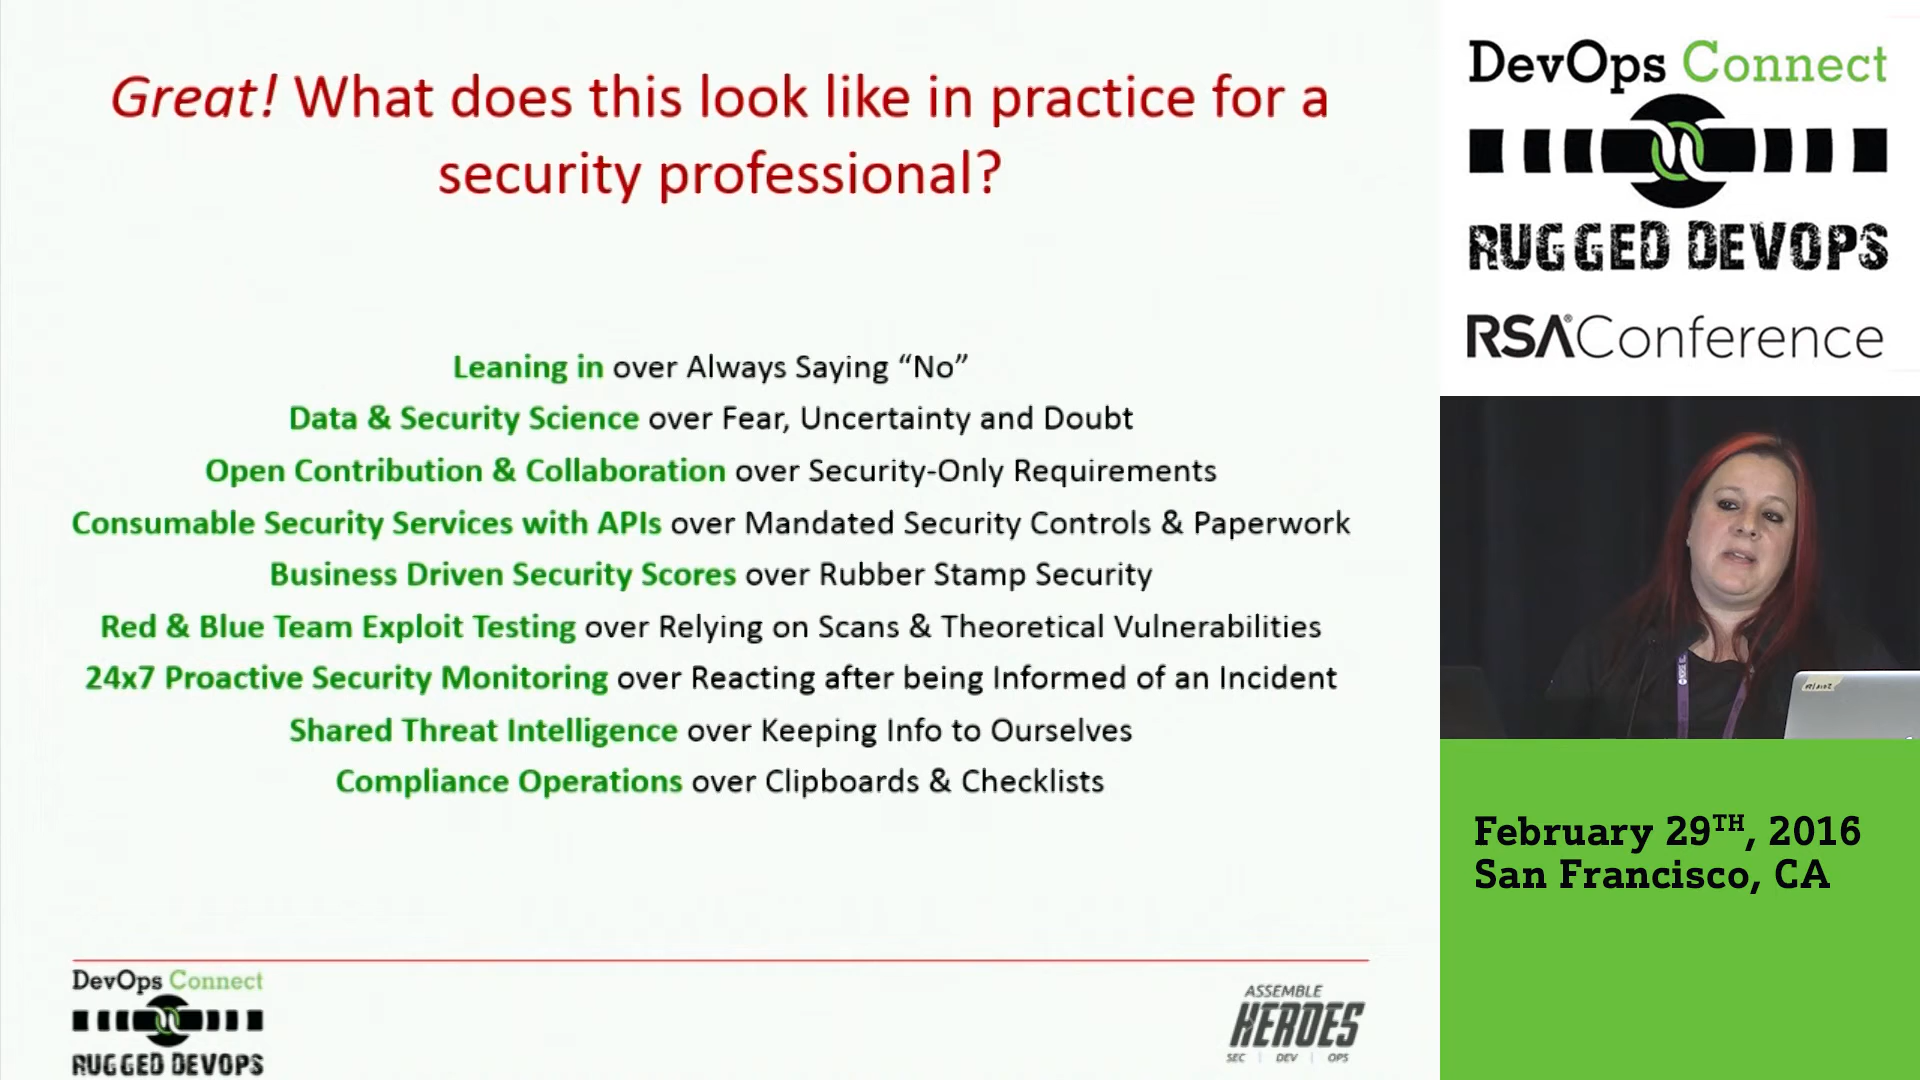 Great! What does this look like in practice for a
security professional?
Leaning in over Always Saying “No”
Data & Security Science over Fear, Uncertainty and Doubt
Open Contribution & Collaboration over Security-Only Requirements
Consumable Security Services with APIs over Mandated Security Controls & Paperwork
Business Driven Security Scores over Rubber Stamp Security
Red & Blue Team Exploit Testing over Relying on Scans & Theoretical Vulnerabilities
24x7 Proactive Security Monitoring over Reacting after being Informed of an Incident
Shared Threat Intelligence over Keeping Info to Ourselves
Compliance Operations over Clipboards & Checklists
DevOps Connect
RUGGED DEVOPS
ASSEMBLE
HEROES
SEC | DEV | OPS
DevOps Connect
RUGGED DEVOPS
RSA®Conference
February 29TH, 2016
San Francisco, CA